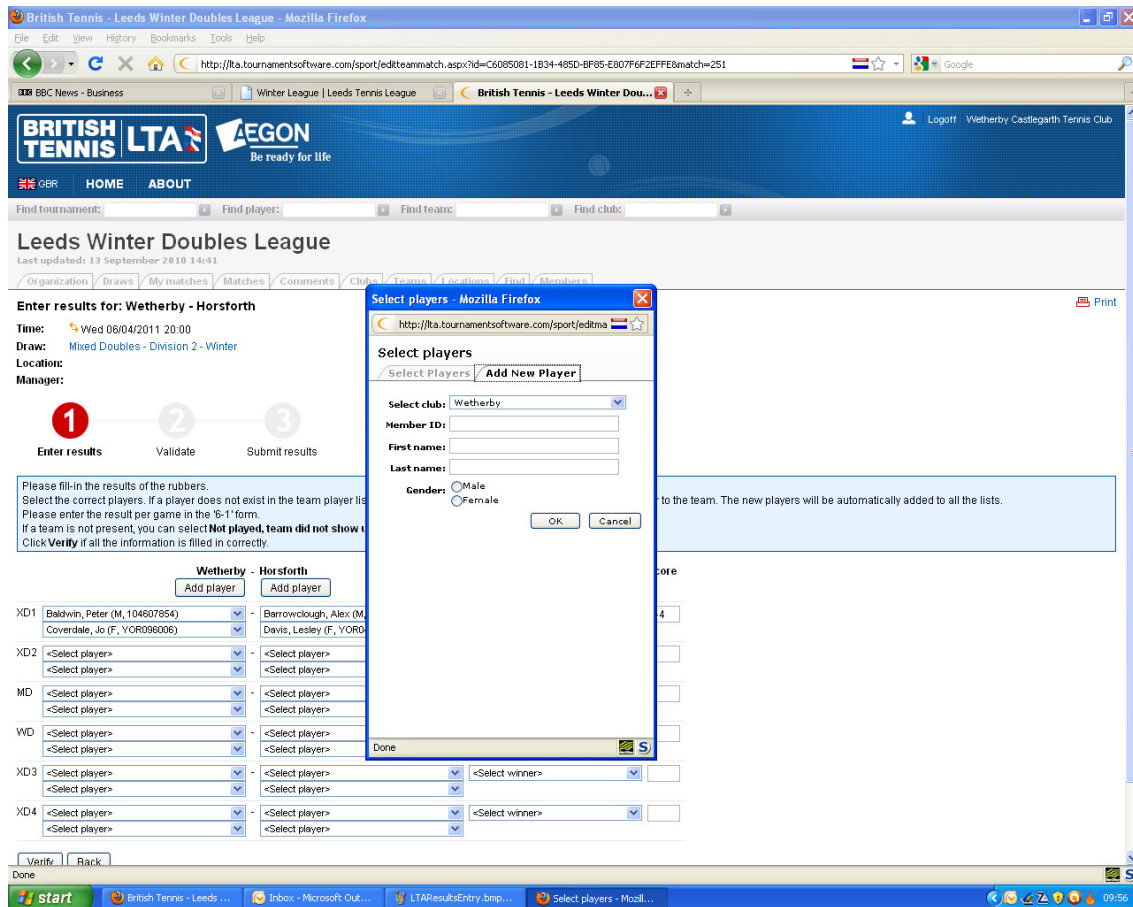 British Tennis - Leeds Winter Doubles League - Mozilla Firefox
File Edit View History Bookmarks Tools Help
http://lta.tournamentsoftware.com/sport/editteammatch.aspx?id=C6085081-1B34-485D-BF85-E807F6F2EFFE&match=251
Google
BBC News - Business
Winter League | Leeds Tennis League
British Tennis - Leeds Winter Dou...
BRITISH TENNIS LTA
AEGON
Be ready for life
Logoff Wetherby Castlegarth Tennis Club
GBR HOME ABOUT
Find tournament: Find player: Find team: Find club:
Leeds Winter Doubles League
Last updated: 13 September 2010 14:41
Organization Draws My matches Matches Comments Clubs Teams Locations Find Members
Enter results for: Wetherby - Horsforth
Print
Time: Wed 06/04/2011 20:00
Draw: Mixed Doubles - Division 2 - Winter
Location:
Manager:
1 2 3
Enter results Validate Submit results
Please fill-in the results of the rubbers.
Select the correct players. If a player does not exist in the team player lis
to the team. The new players will be automatically added to all the lists.
Please enter the result per game in the '6-1' form.
If a team is not present, you can select Not played, team did not show
Click Verify if all the information is filled in correctly.
Wetherby - Horsforth
core
Add player Add player
XD1 Baldwin, Peter (M, 104607854) - Barrowclough, Alex (M,
4
Coverdale, Jo (F, YOR096006) Davis, Lesley (F, YOR0
XD2 <Select player> - <Select player>
<Select player> <Select player>
MD <Select player> - <Select player>
<Select player> <Select player>
WD <Select player> - <Select player>
<Select player> <Select player>
XD3 <Select player> - <Select player> <Select winner>
<Select player> <Select player>
XD4 <Select player> - <Select player> <Select winner>
<Select player> <Select player>
Verify Back
Select players - Mozilla Firefox
http://lta.tournamentsoftware.com/sport/editma
Select players
Select Players Add New Player
Select club: Wetherby
Member ID:
First name:
Last name:
Gender: Male
Female
OK Cancel
Done
Done
start British Tennis - Leeds ... Inbox - Microsoft Out... LTAResultsEntry.bmp... Select players - Mozill... 09:56